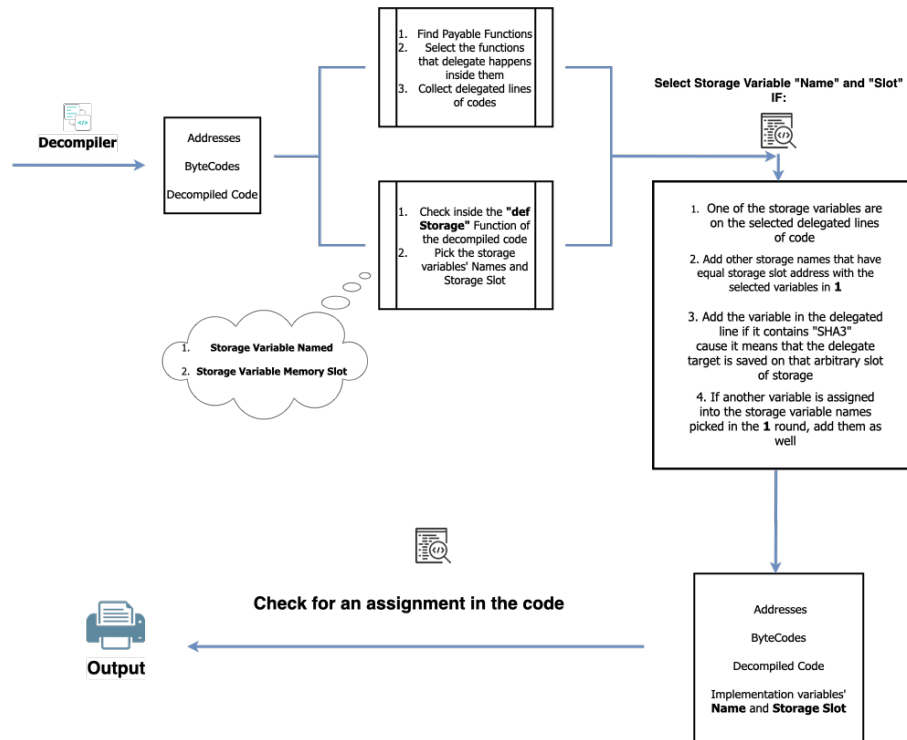 Decompiler
Addresses
ByteCodes
Decompiled Code
1. Find Payable Functions
2. Select the functions
that delegate happens
inside them
3. Collect delegated lines
of codes
1. Check inside the "def
Storage" Function of
the decompiled code
2. Pick the storage
variables' Names and
Storage Slot
1. Storage Variable Named
2. Storage Variable Memory Slot
Select Storage Variable "Name" and "Slot"
IF:
1. One of the storage variables are
on the selected delegated lines
of code
2. Add other storage names that have
equal storage slot address with the
selected variables in 1
3. Add the variable in the delegated
line if it contains "SHA3"
cause it means that the delegate
target is saved on that arbitrary slot
of storage
4. If another variable is assigned
into the storage variable names
picked in the 1 round, add them as
well
Addresses
ByteCodes
Decompiled Code
Implementation variables'
Name and Storage Slot
Check for an assignment in the code
Output